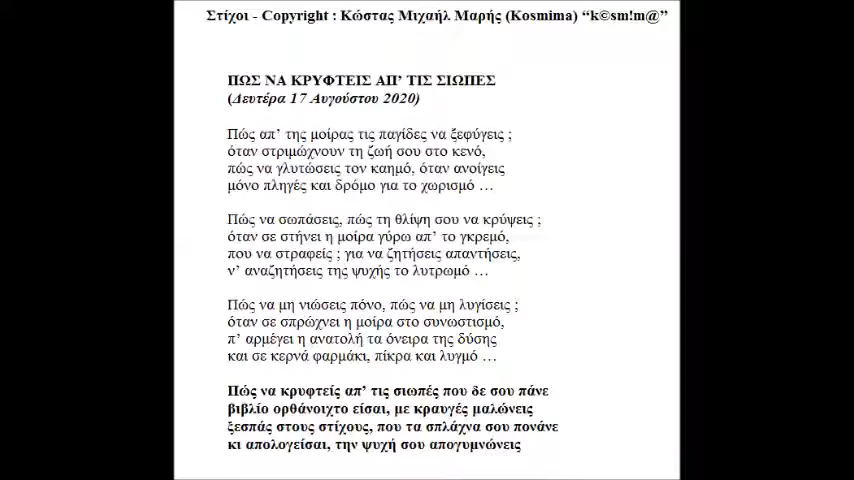 Στίχοι - Copyright : Κώστας Μιχαήλ Μαρής (Kosmima) “k©sm!m@”
ΠΩΣ ΝΑ ΚΡΥΦΤΕΙΣ ΑΠ’ ΤΙΣ ΣΙΩΠΕΣ
(Δευτέρα 17 Αυγούστου 2020)
Πώς απ’ της μοίρας τις παγίδες να ξεφύγεις ;
όταν στριμώχνουν τη ζωή σου στο κενό,
πώς να γλυτώσεις τον καημό, όταν ανοίγεις
μόνο πληγές και δρόμο για το χωρισμό …
Πώς να σωπάσεις, πώς τη θλίψη σου να κρύψεις ;
όταν σε στήνει η μοίρα γύρω απ’ το γκρεμό,
που να στραφείς ; για να ζητήσεις απαντήσεις,
ν’ αναζητήσεις της ψυχής το λυτρωμό …
Πώς να μη νιώσεις πόνο, πώς να μη λυγίσεις ;
όταν σε σπρώχνει η μοίρα στο συνωστισμό,
π’ αρμέγει η ανατολή τα όνειρα της δύσης
και σε κερνά φαρμάκι, πίκρα και λυγμό …
Πώς να κρυφτείς απ’ τις σιωπές που δε σου πάνε
βιβλίο ορθάνοιχτο είσαι, με κραυγές μαλώνεις
ξεσπάς στους στίχους, που τα σπλάχνα σου πονάνε
κι απολογείσαι, την ψυχή σου απογυμνώνεις